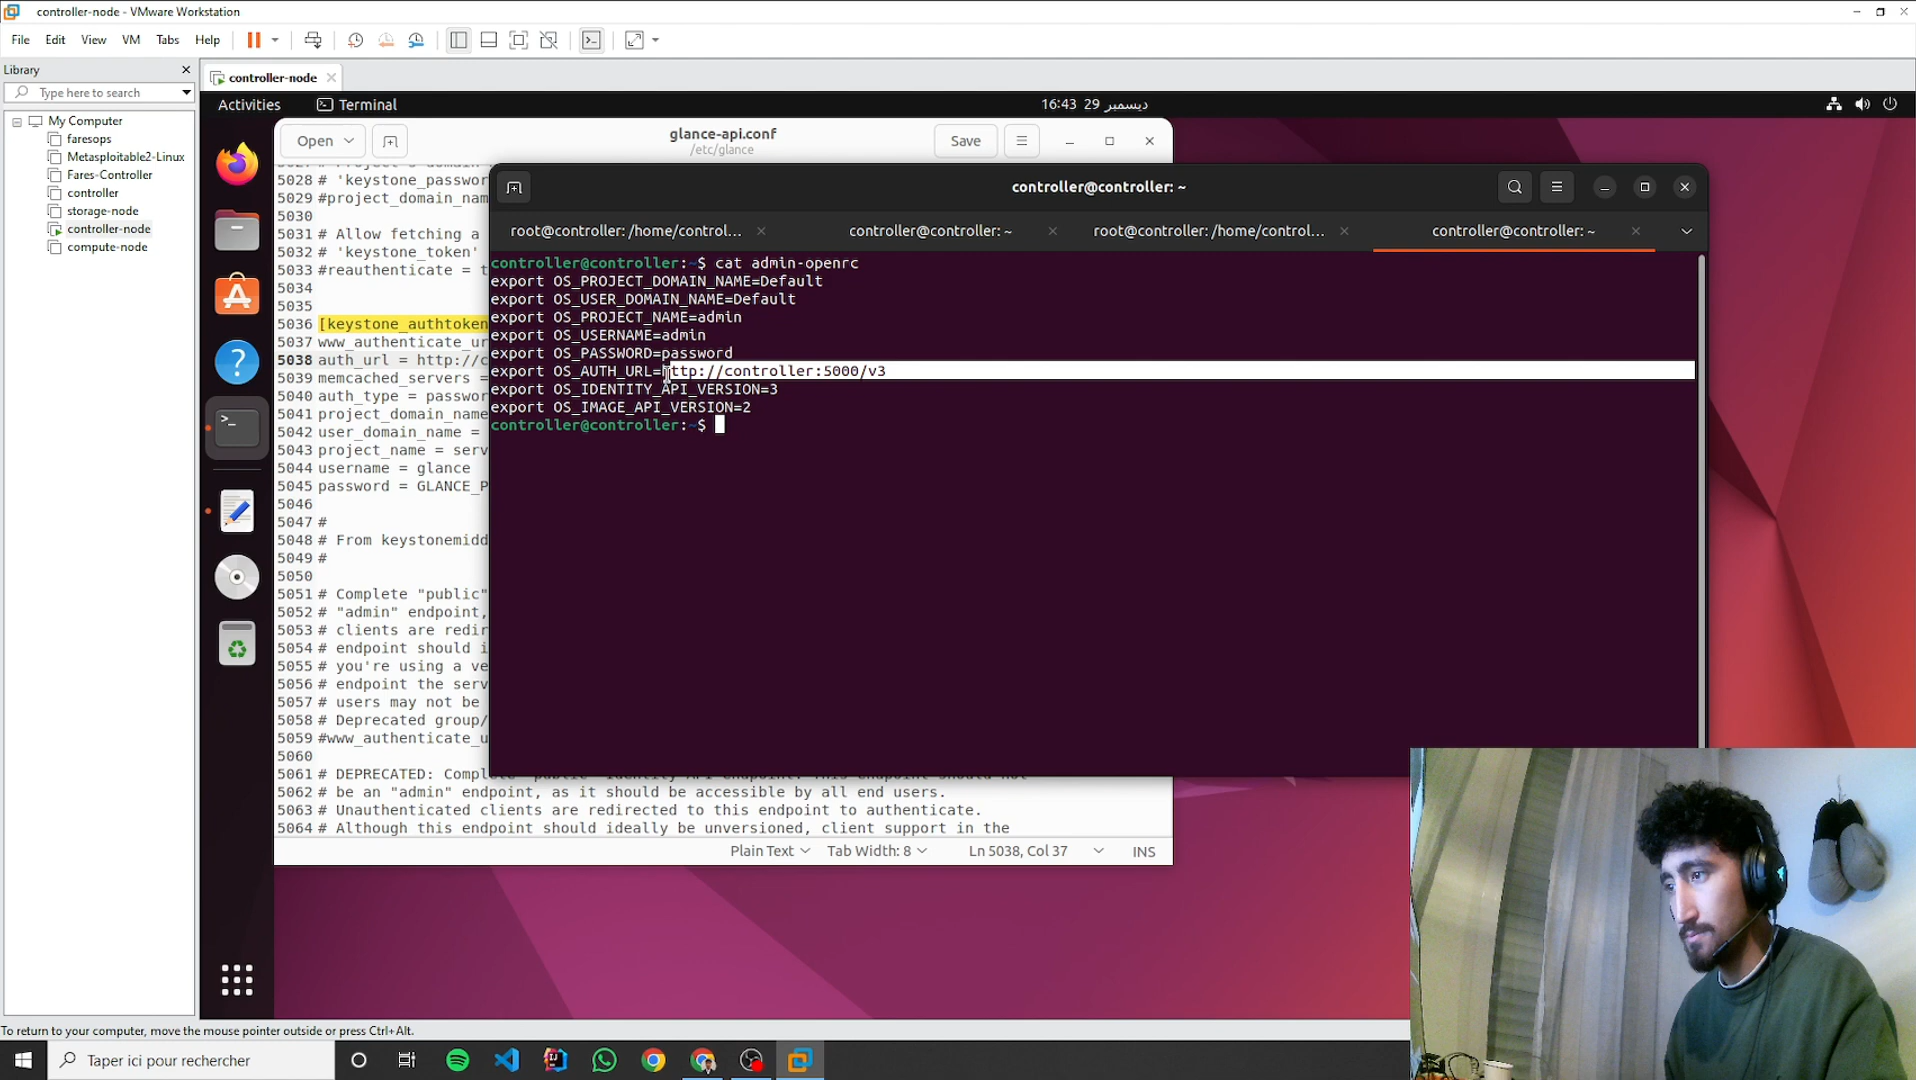 controller-node - VMware Workstation
File Edit View VM Tabs Help
Library
Type here to search
My Computer
faresops
Metasploitable2-Linux
Fares-Controller
controller
storage-node
controller-node
compute-node
controller-node
Activities Terminal 16:43 29 ديسمبر
Open glance-api.conf Save
/etc/glance
5028 # 'keystone_passwor
5029 #project_domain_nam
5030
5031 # Allow fetching a
5032 # 'keystone_token'
5033 #reauthenticate = t
5034
5035
5036 [keystone_authtoken
5037 www_authenticate_ur
5038 auth_url = http://c
5039 memcached_servers =
5040 auth_type = passwor
5041 project_domain_name
5042 user_domain_name =
5043 project_name = serv
5044 username = glance
5045 password = GLANCE_P
5046
5047 #
5048 # From keystonemidd
5049 #
5050
5051 # Complete "public"
5052 # "admin" endpoint,
5053 # clients are redir
5054 # endpoint should i
5055 # you're using a ve
5056 # endpoint the serv
5057 # users may not be
5058 # Deprecated group/
5059 #www_authenticate_u
5060
5061 # DEPRECATED: Complete "public" Identity API endpoint. This endpoint should not
5062 # be an "admin" endpoint, as it should be accessible by all end users.
5063 # Unauthenticated clients are redirected to this endpoint to authenticate.
5064 # Although this endpoint should ideally be unversioned, client support in the
Plain Text Tab Width: 8 Ln 5038, Col 37 INS
controller@controller: ~
root@controller: /home/control... controller@controller: ~ root@controller: /home/control... controller@controller: ~
controller@controller:~$ cat admin-openrc
export OS_PROJECT_DOMAIN_NAME=Default
export OS_USER_DOMAIN_NAME=Default
export OS_PROJECT_NAME=admin
export OS_USERNAME=admin
export OS_PASSWORD=password
export OS_AUTH_URL=http://controller:5000/v3
export OS_IDENTITY_API_VERSION=3
export OS_IMAGE_API_VERSION=2
controller@controller:~$
To return to your computer, move the mouse pointer outside or press Ctrl+Alt.
Taper ici pour rechercher